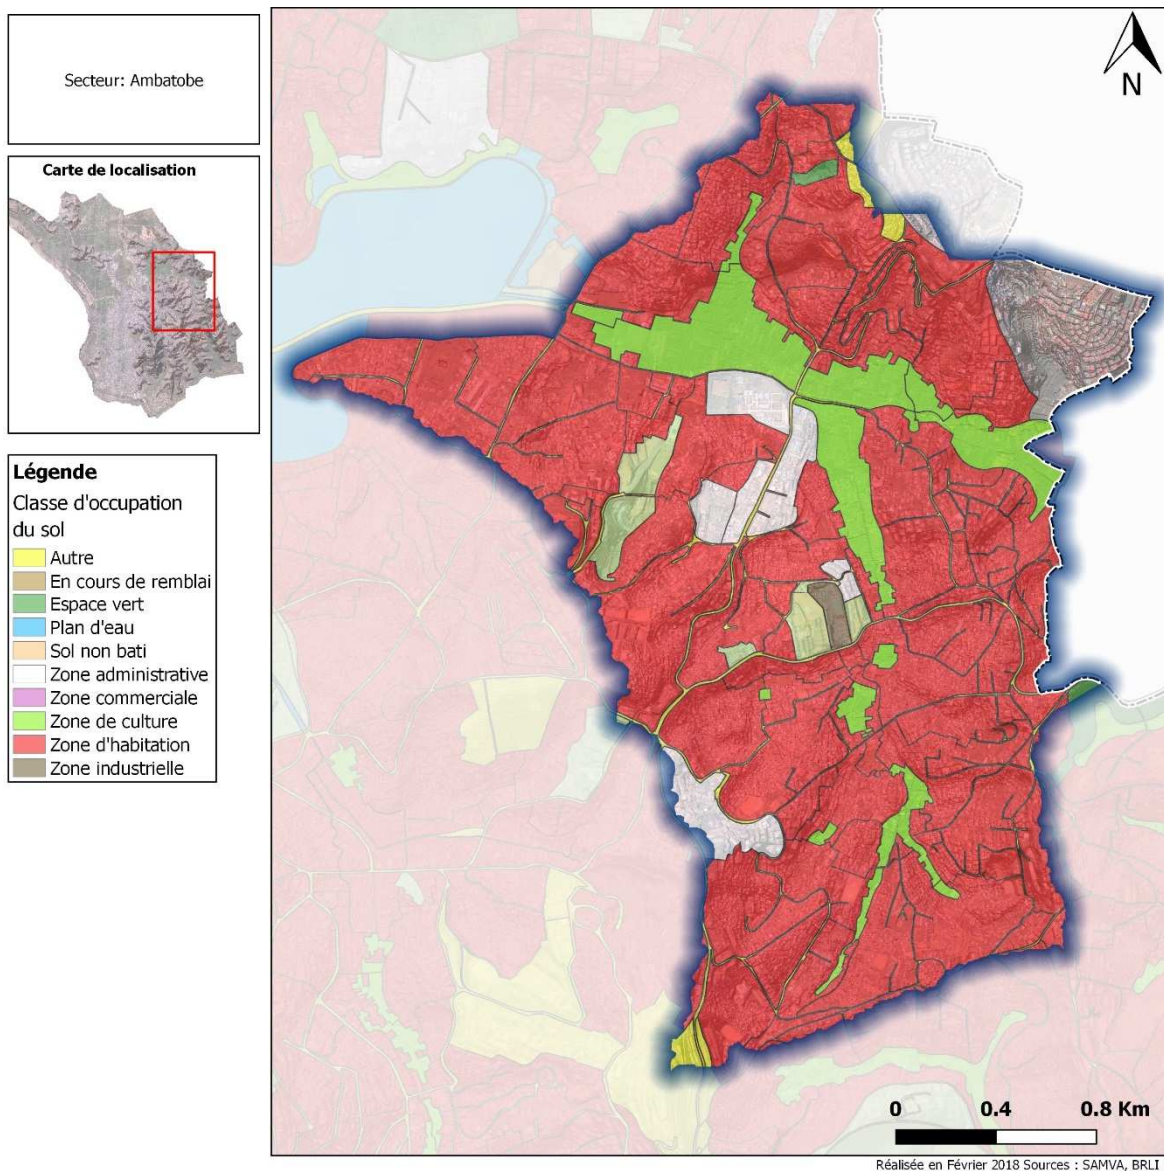 Secteur: Ambatobe
Carte de localisation
Légende
Classe d'occupation
du sol
Autre
En cours de remblai
Espace vert
Plan d'eau
Sol non bati
Zone administrative
Zone commerciale
Zone de culture
Zone d'habitation
Zone industrielle
N
0 0.4 0.8 Km
Réalisée en Février 2018 Sources : SAMVA, BRLI